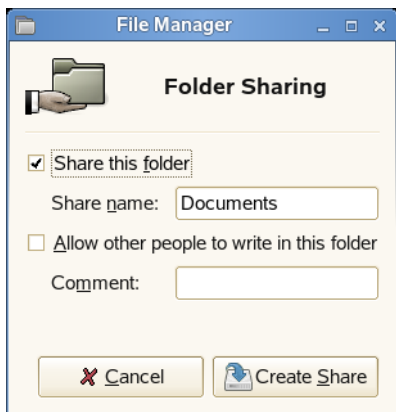 File Manager
Folder Sharing
Share this folder
Share name: Documents
Allow other people to write in this folder
Comment:
Cancel Create Share